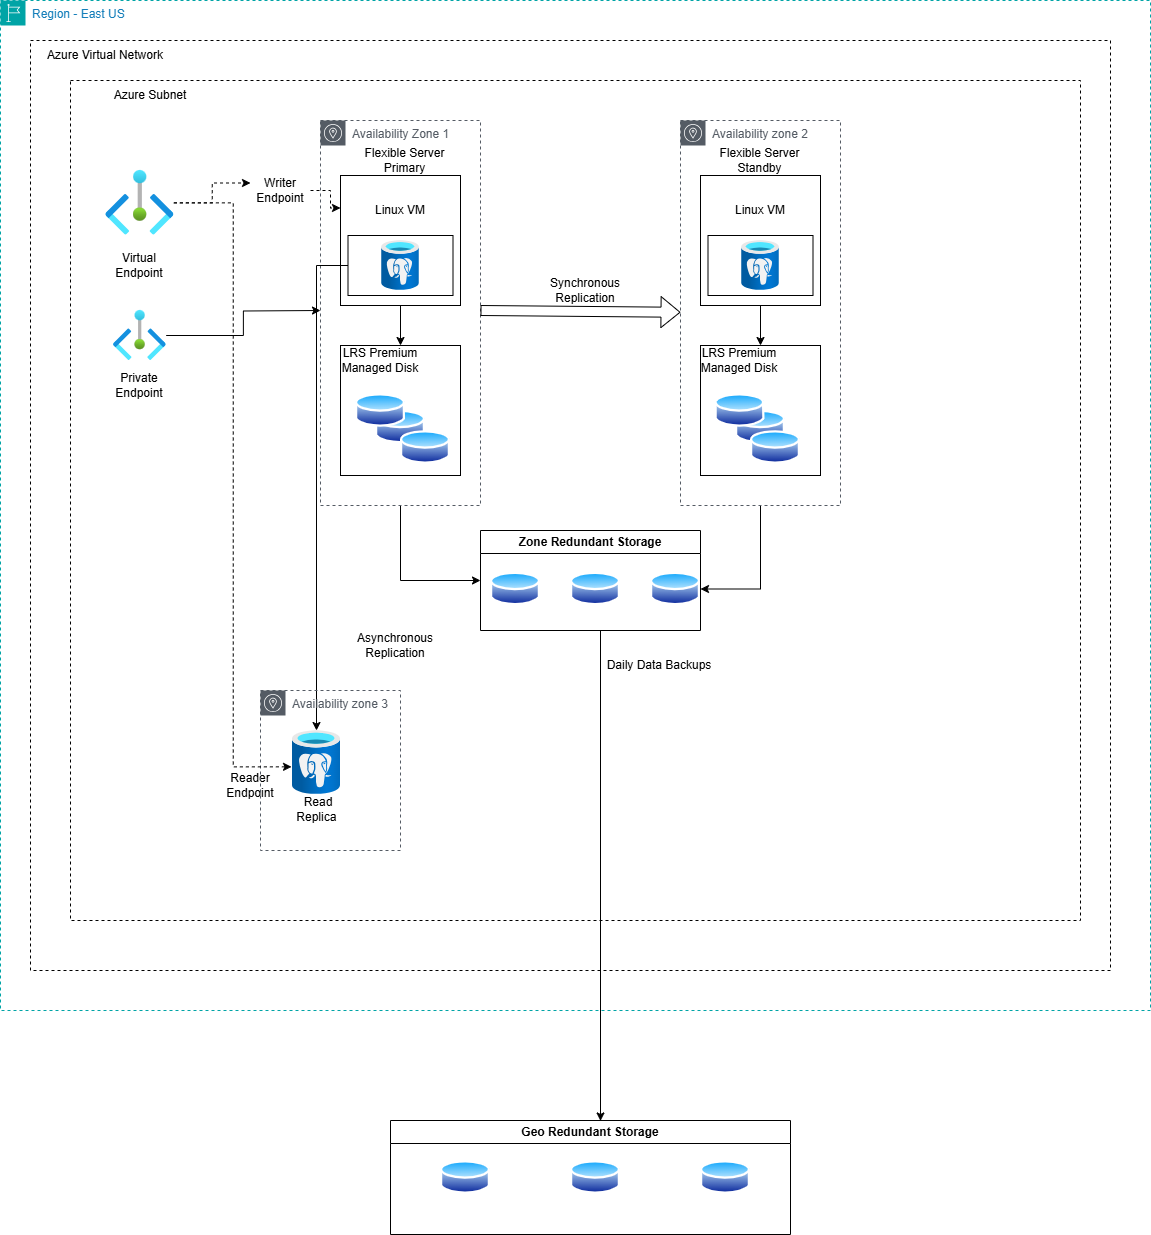 Region - East US
Azure Virtual Network
Azure Subnet
Availability Zone 1
Flexible Server
Primary
Linux VM
Availability zone 2
Flexible Server
Standby
Linux VM
Writer
Endpoint
Virtual
Endpoint
Synchronous
Replication
Private
Endpoint
LRS Premium
Managed Disk
LRS Premium
Managed Disk
Zone Redundant Storage
Asynchronous
Replication
Daily Data Backups
Availability zone 3
Reader
Endpoint
Read
Replica
Geo Redundant Storage